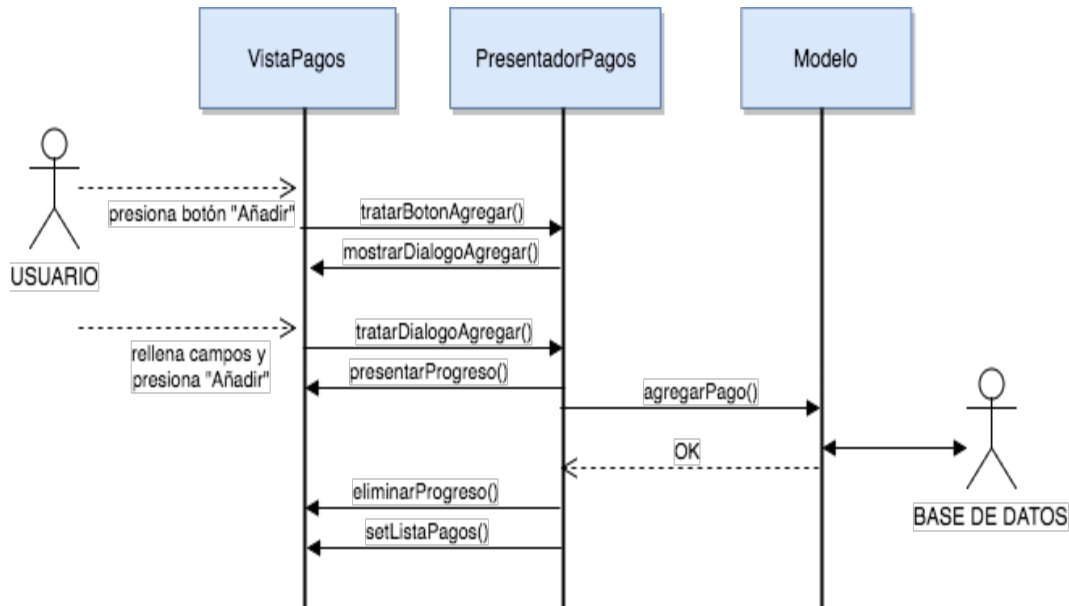 VistaPagos
PresentadorPagos
Modelo
presiona botón "Añadir"
tratarBotonAgregar()
mostrarDialogoAgregar()
USUARIO
tratarDialogoAgregar()
rellena campos y
presiona "Añadir"
presentarProgreso()
agregarPago()
OK
eliminarProgreso()
BASE DE DATOS
setListaPagos()